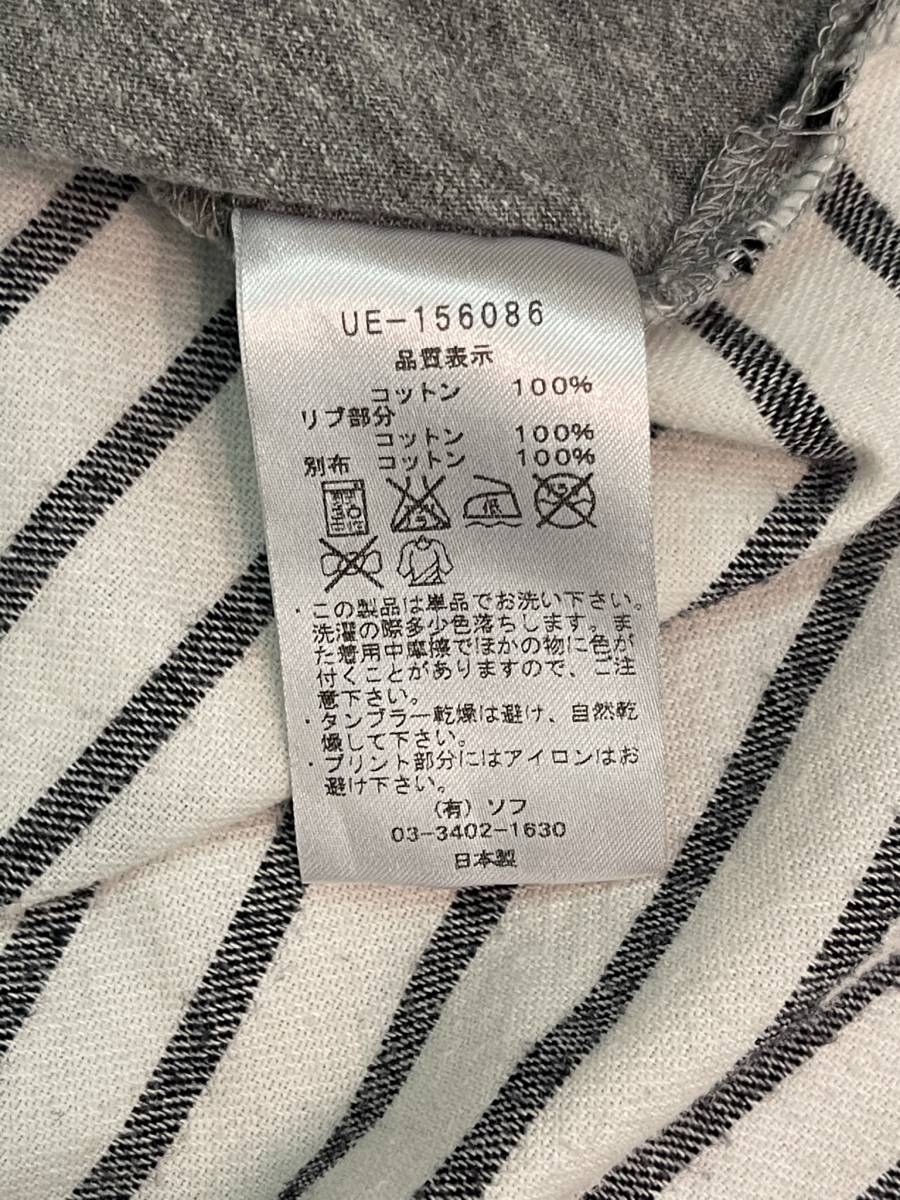 UE-156086
品質表示
コットン 100%
リブ部分
コットン 100%
別布 コットン 100%
低
・この製品は単品でお洗い下さい。
洗濯の際多少色落ちします。ま
た着用中摩擦でほかの物に色が
付くことがありますので、ご注
意下さい。
・タンブラー乾燥は避け、自然乾
燥して下さい。
・プリント部分にはアイロンはお
避け下さい。
(有) ソフ
03-3402-1630
日本製